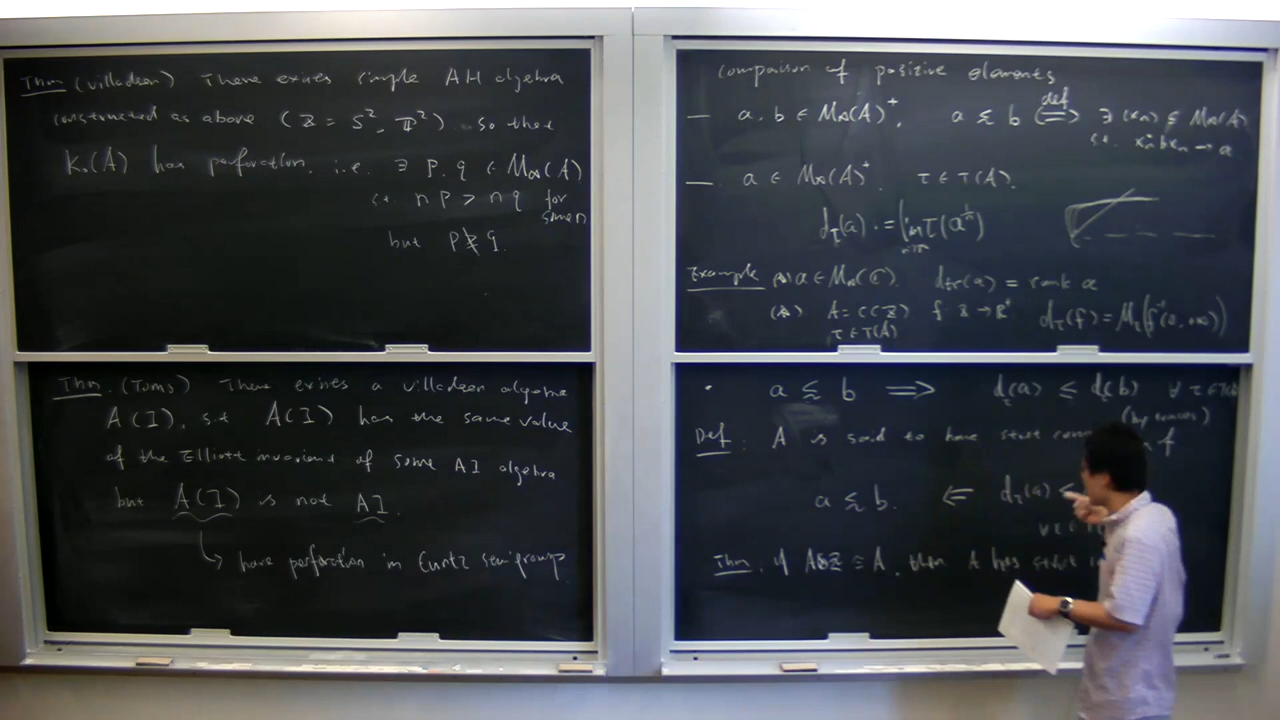 Thm (Villadsen) There exists simple AH algebra
constructed as above (Z = S², D²) so that
K₀(A) has perforation, i.e. ∃ p, q ∈ M∞(A)
s.t. n p > n q for
some n
but p ≯ q.
Thm. (Toms) There exists a Villadsen algebra
A(I), s.t. A(I) has the same value
of the Elliott invariant of some AI algebra
but A(I) is not AI.
↳ have perforation in Cuntz semigroup
comparison of positive elements
— a, b ∈ M∞(A)⁺, a ≲ b ⟺ ∃ (xₙ) ⊆ M∞(A)
def
s.t. xₙ* b xₙ → a
— a ∈ M∞(A)⁺. τ ∈ T(A).
d_τ(a) := lim τ(a^{1/n})
n→∞
Example a ∈ Mₙ(ℂ). d_tr(a) = rank a
A = C(Z) f: Z → ℝ⁺ d_τ(f) = μ_τ(f⁻¹(0, +∞))
τ ∈ T(A)
• a ≲ b ⟹ d_τ(a) ≤ d_τ(b) ∀ τ ∈ T(A)
(by traces)
Def. A is said to have strict f
a ≲ b. ⟸ d_τ(a) <
Thm. if A⊗Z ≅ A, then A has strict